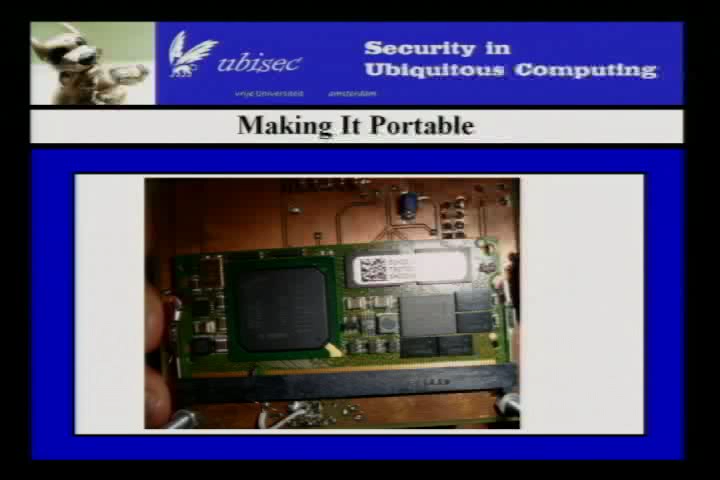 ubisec
Security in
Ubiquitous Computing
vrije Universiteit amsterdam
Making It Portable